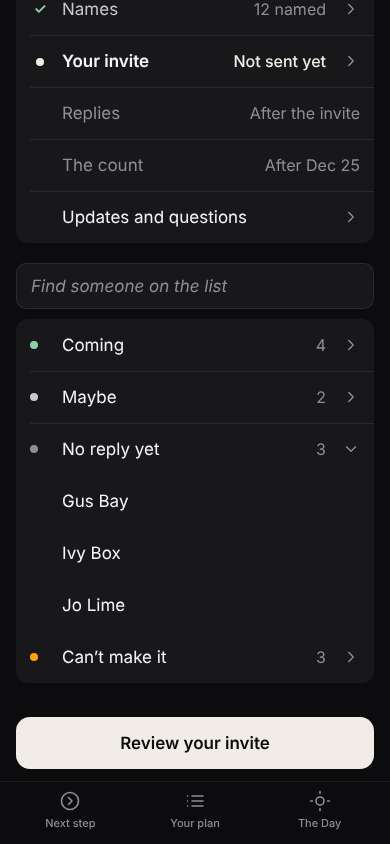 Names 12 named
Your invite Not sent yet
Replies After the invite
The count After Dec 25
Updates and questions
Find someone on the list
Coming 4
Maybe 2
No reply yet 3
Gus Bay
Ivy Box
Jo Lime
Can’t make it 3
Review your invite
Next step Your plan The Day